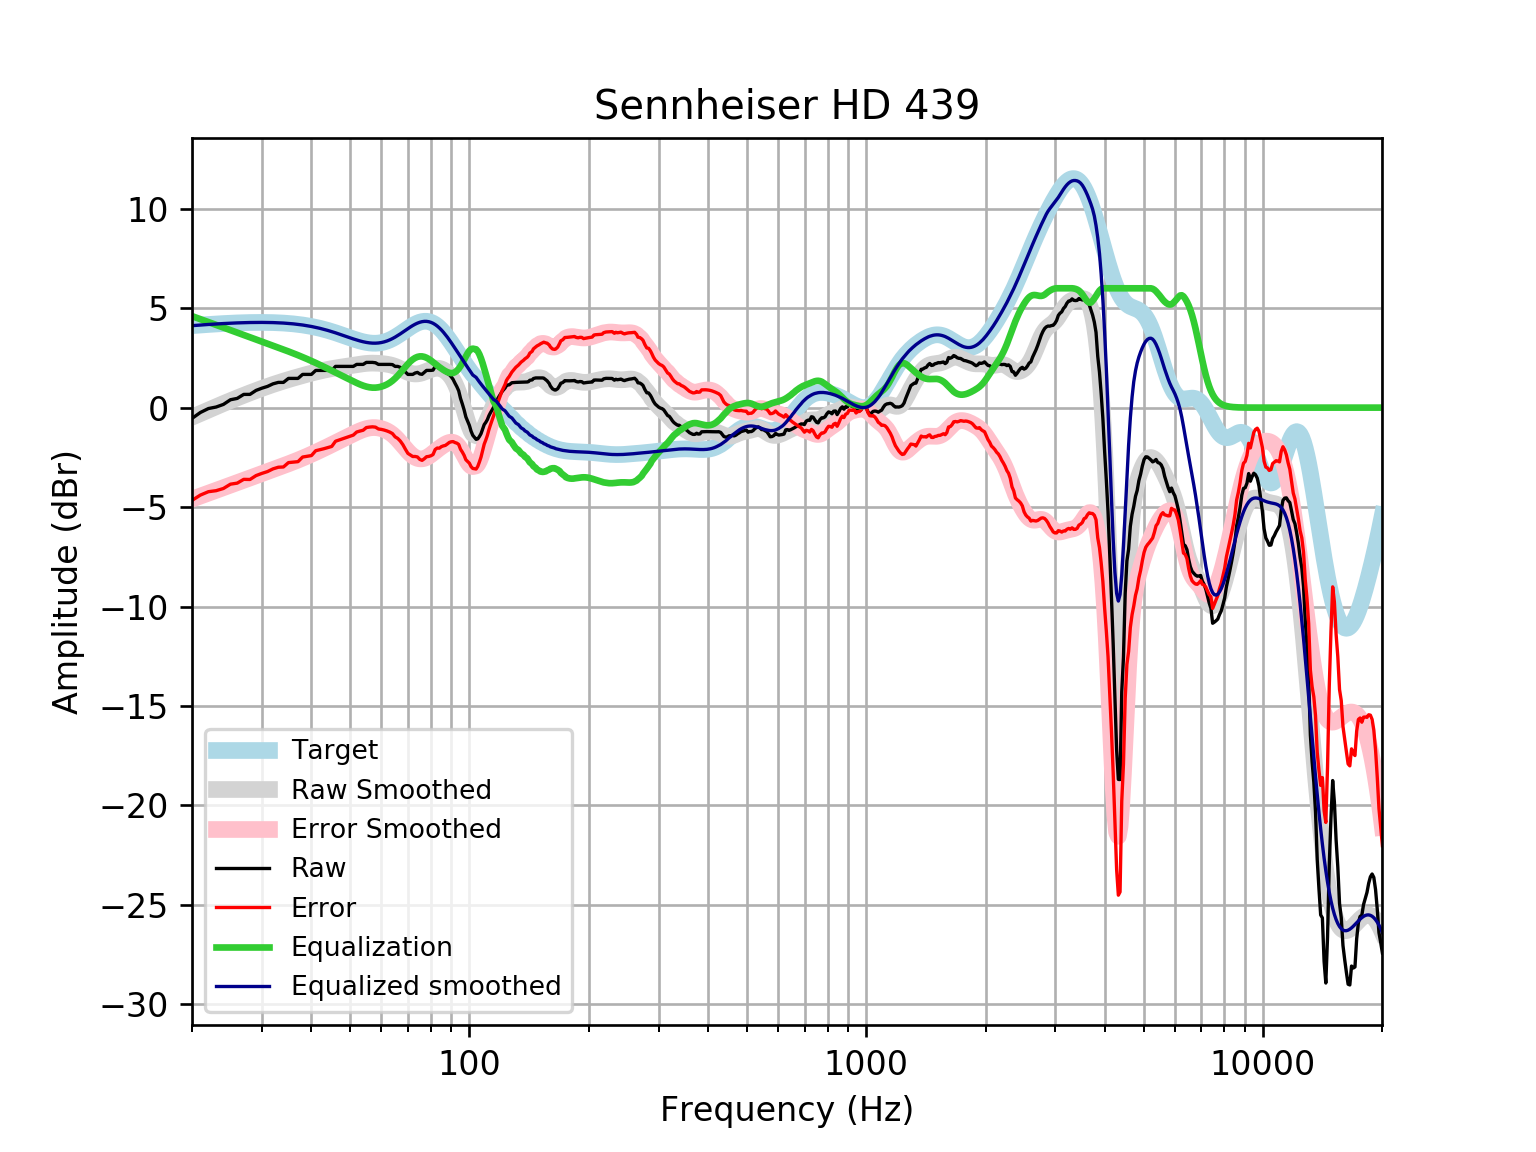 Sennheiser HD 439
10
5
0
−5
−10
−15
−20
−25
−30
Amplitude (dBr)
Target
Raw Smoothed
Error Smoothed
Raw
Error
Equalization
Equalized smoothed
100
1000
10000
Frequency (Hz)